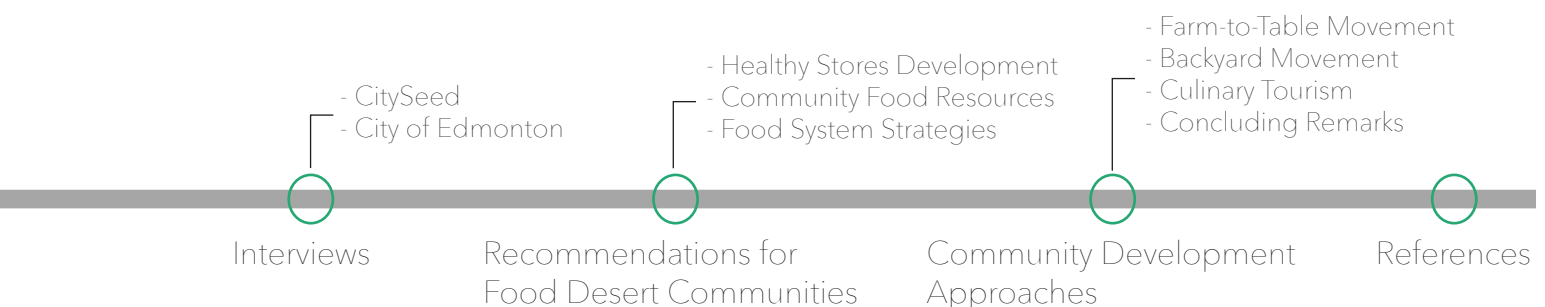 - CitySeed
- City of Edmonton
Interviews
- Healthy Stores Development
- Community Food Resources
- Food System Strategies
Recommendations for
Food Desert Communities
- Farm-to-Table Movement
- Backyard Movement
- Culinary Tourism
- Concluding Remarks
Community Development
Approaches
References